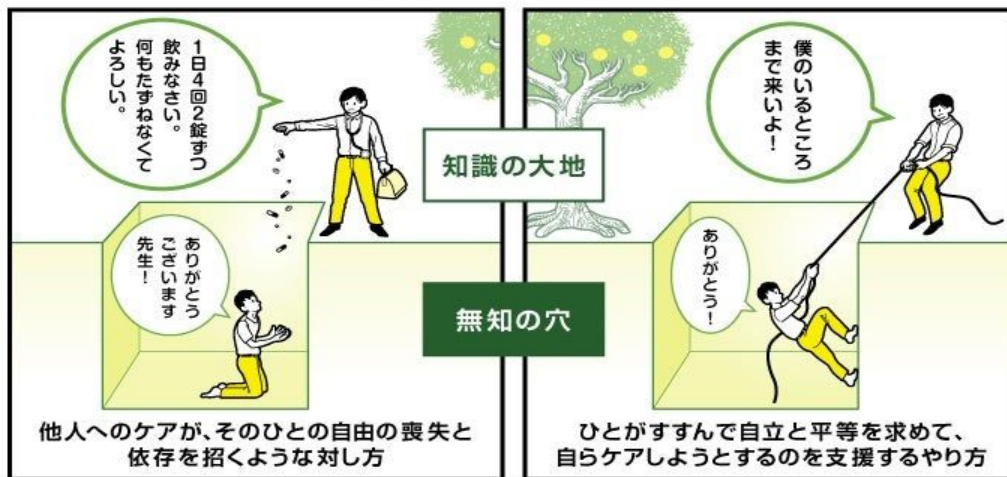 1日4回2錠ずつ
飲みなさい。
何もたずねなくて
よろしい。
ありがとう
ございます
先生！
他人へのケアが、そのひとの自由の喪失と
依存を招くような対し方
知識の大地
無知の穴
僕のいるところ
まで来いよ！
ありがとう！
ひとがすすんで自立と平等を求めて、
自らケアしようとするのを支援するやり方